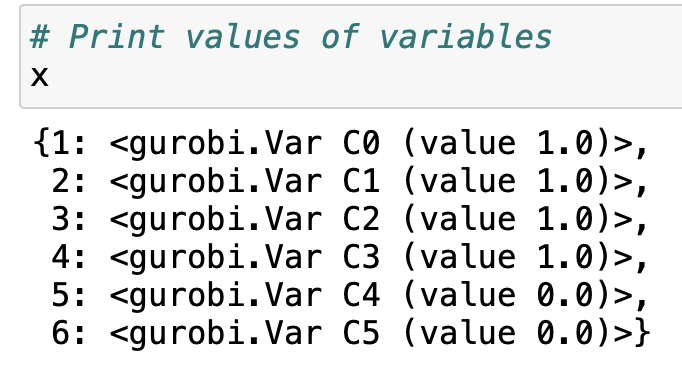 # Print values of variables
x
{1: <gurobi.Var C0 (value 1.0)>,
 2: <gurobi.Var C1 (value 1.0)>,
 3: <gurobi.Var C2 (value 1.0)>,
 4: <gurobi.Var C3 (value 1.0)>,
 5: <gurobi.Var C4 (value 0.0)>,
 6: <gurobi.Var C5 (value 0.0)>}